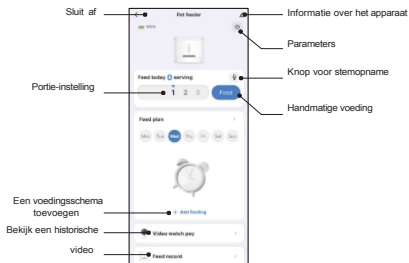 Sluit af
Pet feeder
Informatie over het apparaat
Parameters
Feed today 0 serving
Knop voor stemopname
Portie-instelling
1 2 3
Feed
Handmatige voeding
Feed plan
Mon Tue Wed Thu Fri Sat Sun
Een voedingsschema
toevoegen
+ Add feeding
Bekijk een historische
video
Video watch pay
Feed record